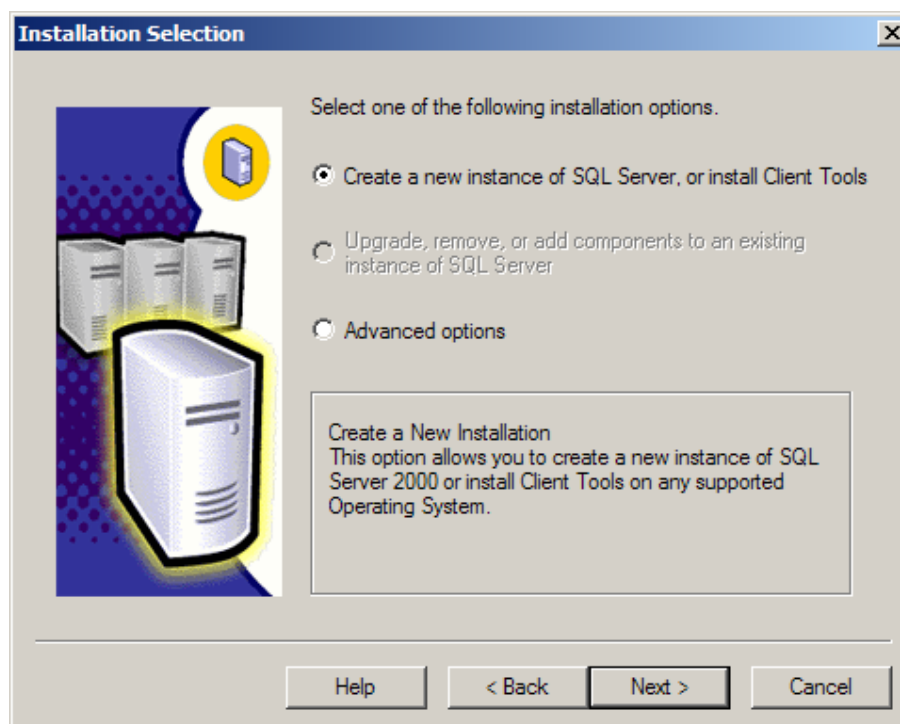 Installation Selection
Select one of the following installation options.
Create a new instance of SQL Server, or install Client Tools
Upgrade, remove, or add components to an existing
instance of SQL Server
Advanced options
Create a New Installation
This option allows you to create a new instance of SQL
Server 2000 or install Client Tools on any supported
Operating System.
Help
< Back
Next >
Cancel